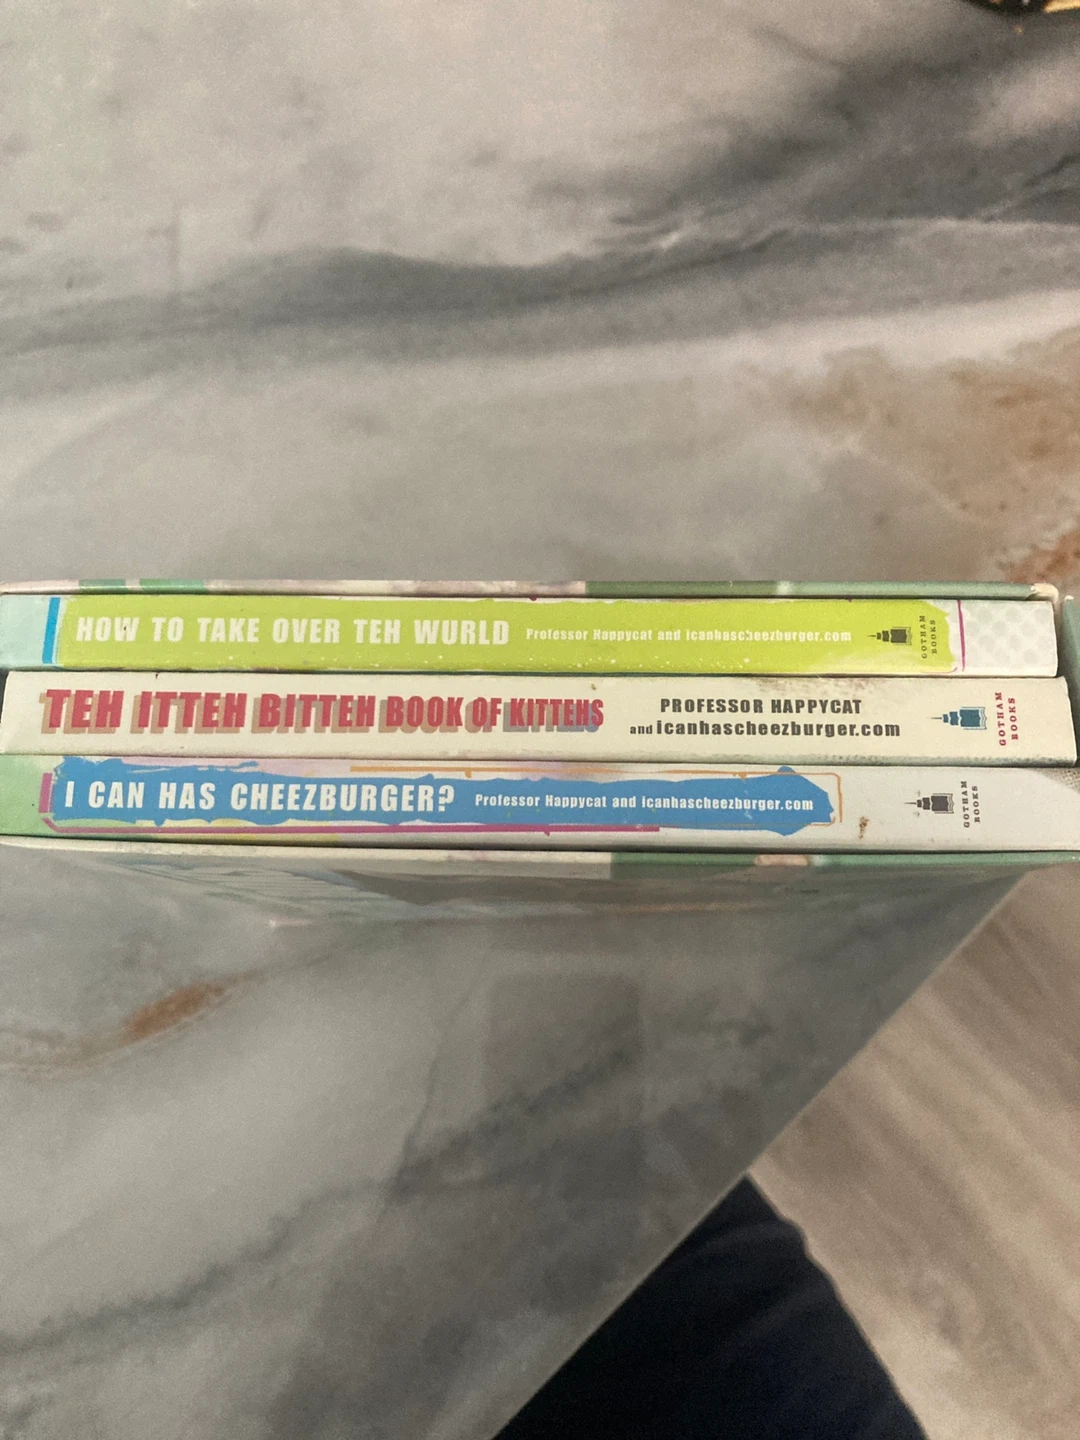 HOW TO TAKE OVER TEH WURLD Professor Happycat and icanhascheezburger.com GOTHAM BOOKS
TEH ITTEH BITTEH BOOK OF KITTEHS PROFESSOR HAPPYCAT
and icanhascheezburger.com GOTHAM BOOKS
I CAN HAS CHEEZBURGER? Professor Happycat and icanhascheezburger.com GOTHAM BOOKS